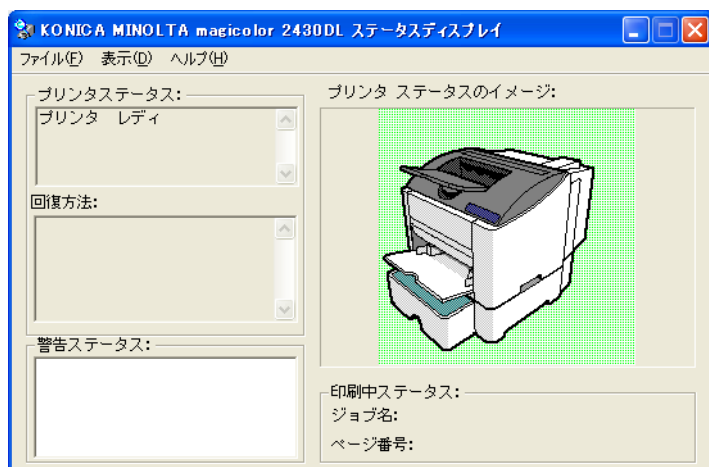 KONICA MINOLTA magicolor 2430DL ステータスディスプレイ
ファイル(F) 表示(D) ヘルプ(H)
プリンタステータス:
プリンタ レディ
回復方法:
警告ステータス:
プリンタ ステータスのイメージ:
印刷中ステータス:
ジョブ名:
ページ番号: